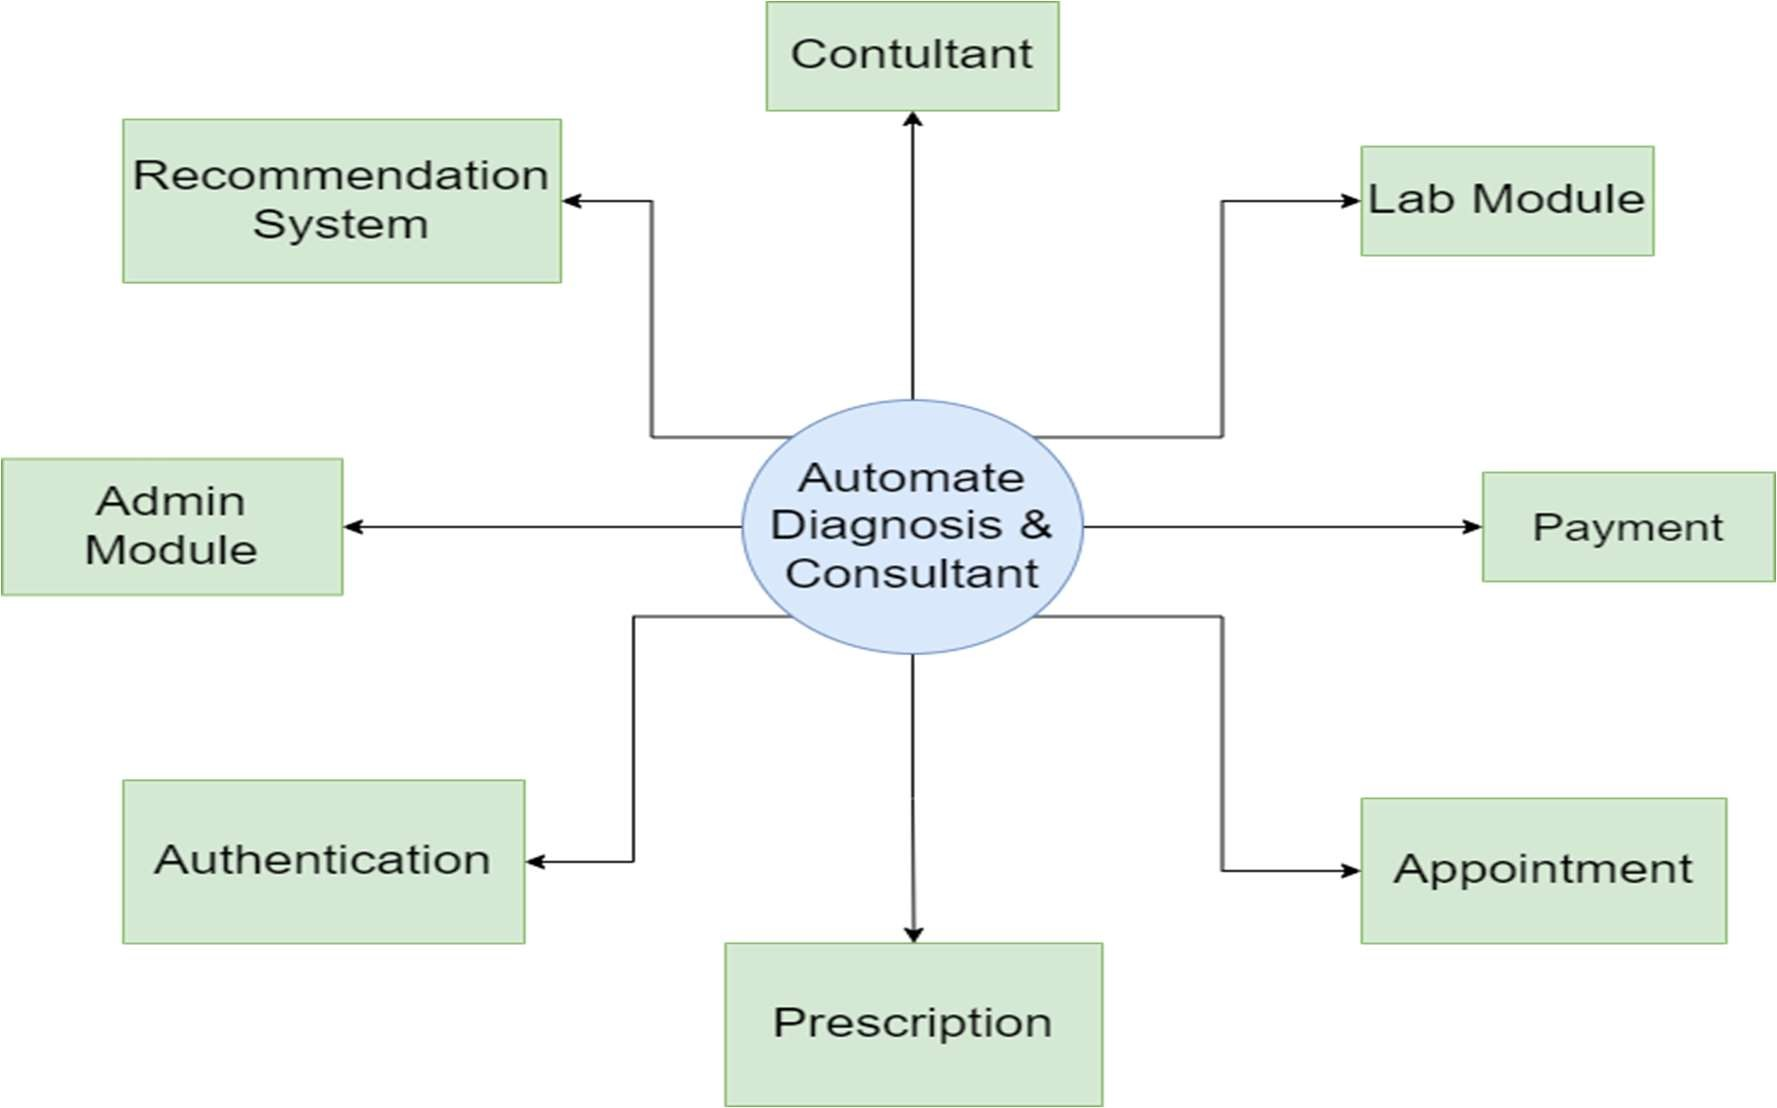 Contultant
Recommendation
System
Lab Module
Automate
Diagnosis &
Consultant
Admin
Module
Payment
Authentication
Appointment
Prescription